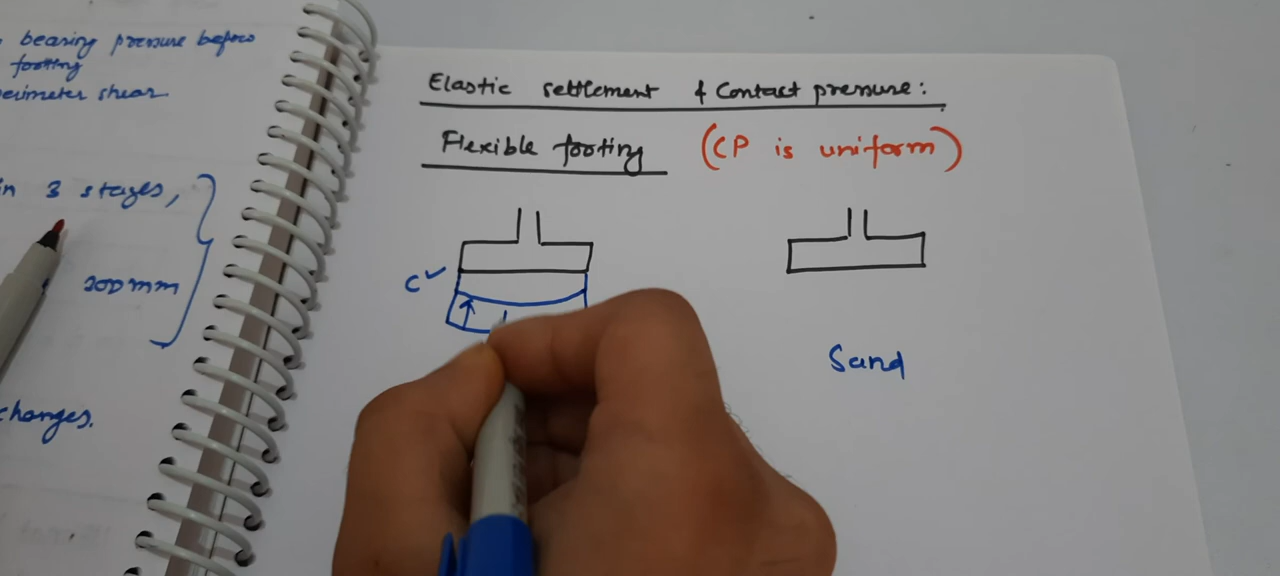 bearing pressure before
footing
perimeter shear
in 3 stages,
200 mm
changes.
Elastic settlement & Contact pressure:
Flexible footing (CP is uniform)
C ✓
Sand